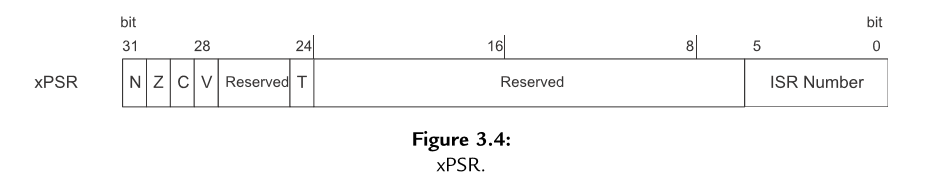 bit bit
31 28 24 16 8 5 0
xPSR N Z C V Reserved T Reserved ISR Number
Figure 3.4:
xPSR.